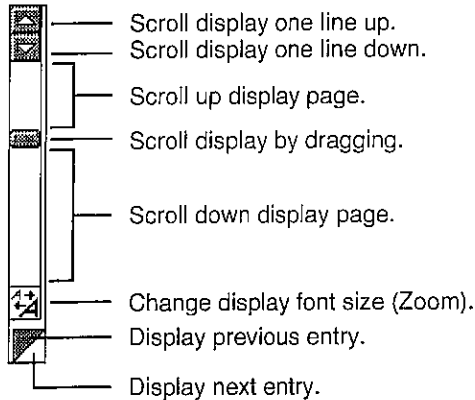 Scroll display one line up.
Scroll display one line down.
Scroll up display page.
Scroll display by dragging.
Scroll down display page.
Change display font size (Zoom).
Display previous entry.
Display next entry.